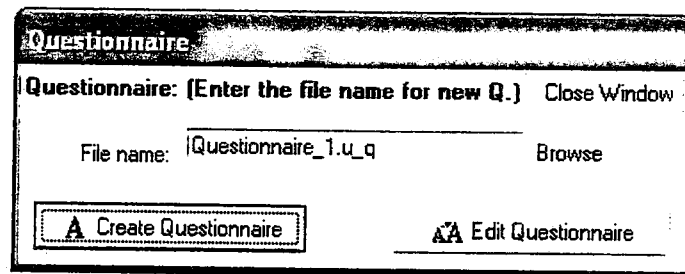 Questionnaire
Questionnaire: (Enter the file name for new Q.) Close Window
File name: Questionnaire_1.u_q Browse
A Create Questionnaire AA Edit Questionnaire